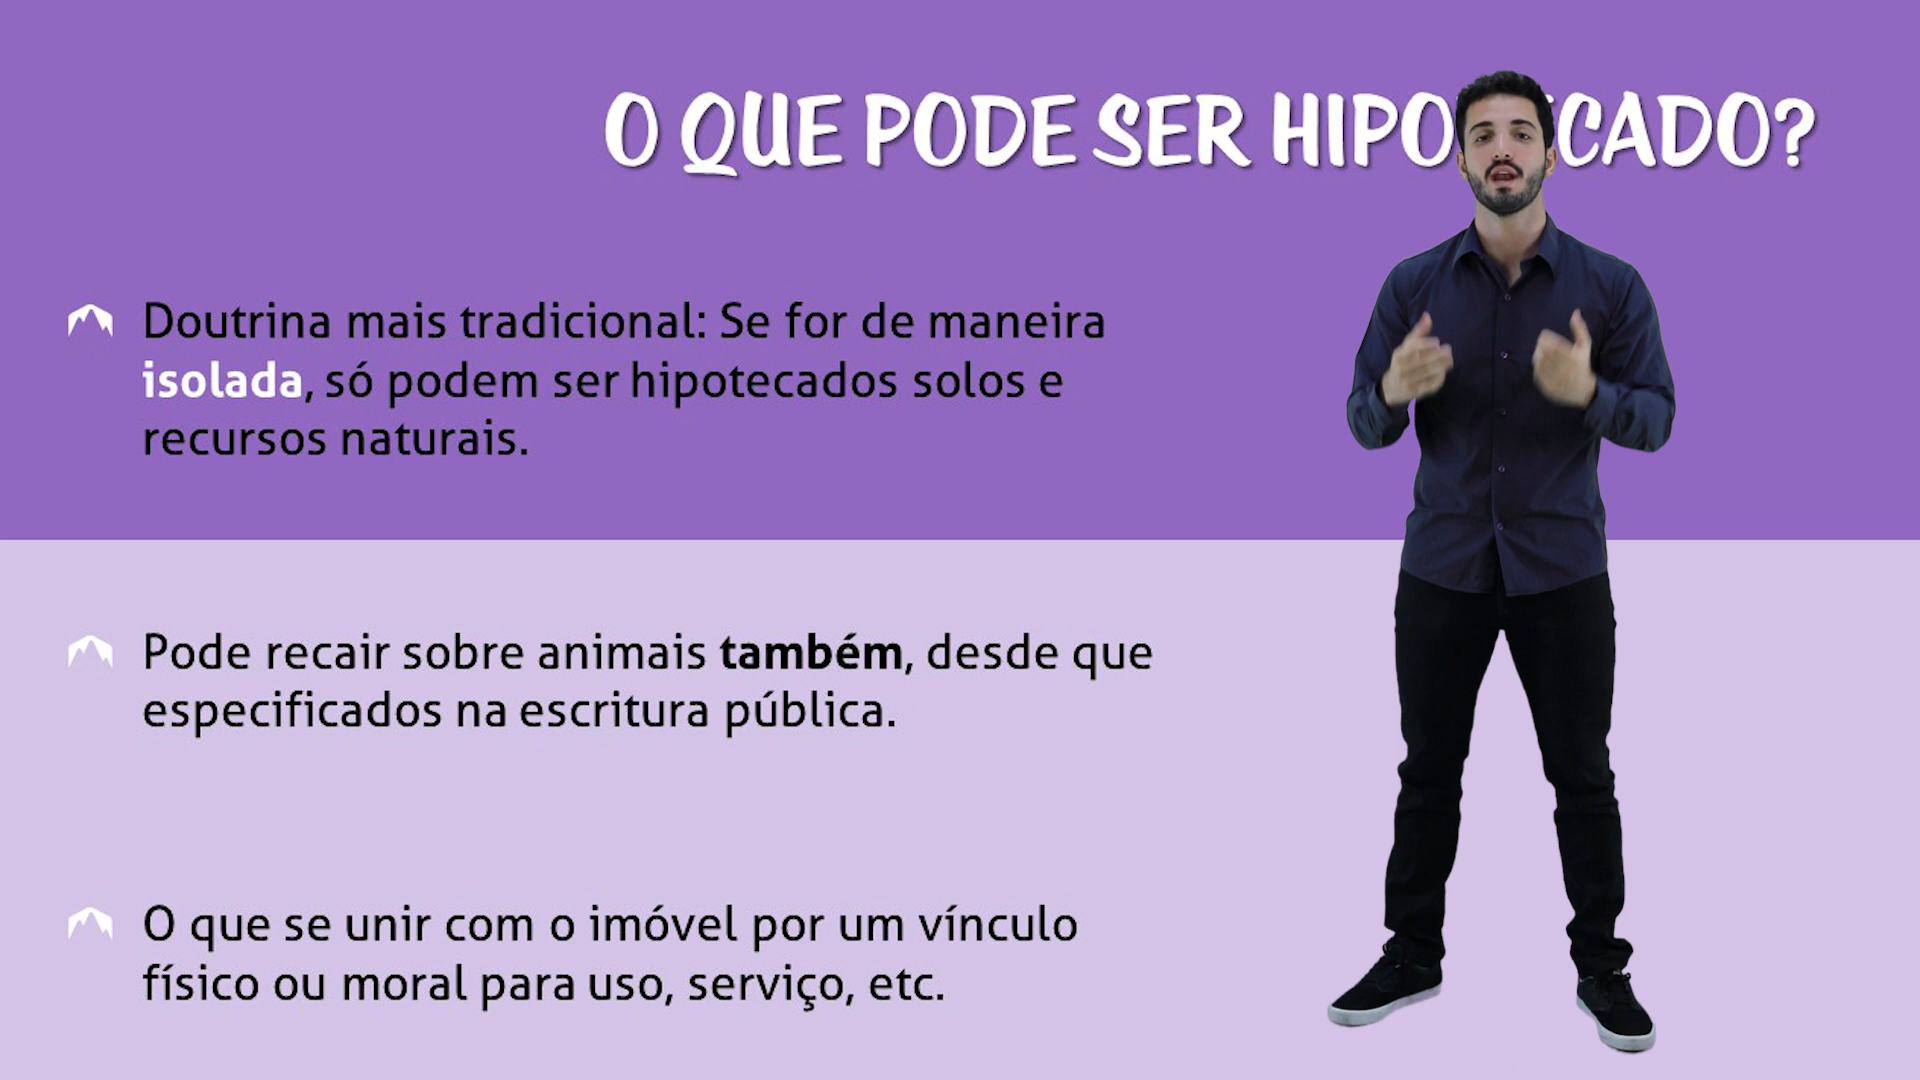 O QUE PODE SER HIPO ECADO?
Doutrina mais tradicional: Se for de maneira
isolada, só podem ser hipotecados solos e
recursos naturais.
Pode recair sobre animais também, desde que
especificados na escritura pública.
O que se unir com o imóvel por um vínculo
físico ou moral para uso, serviço, etc.